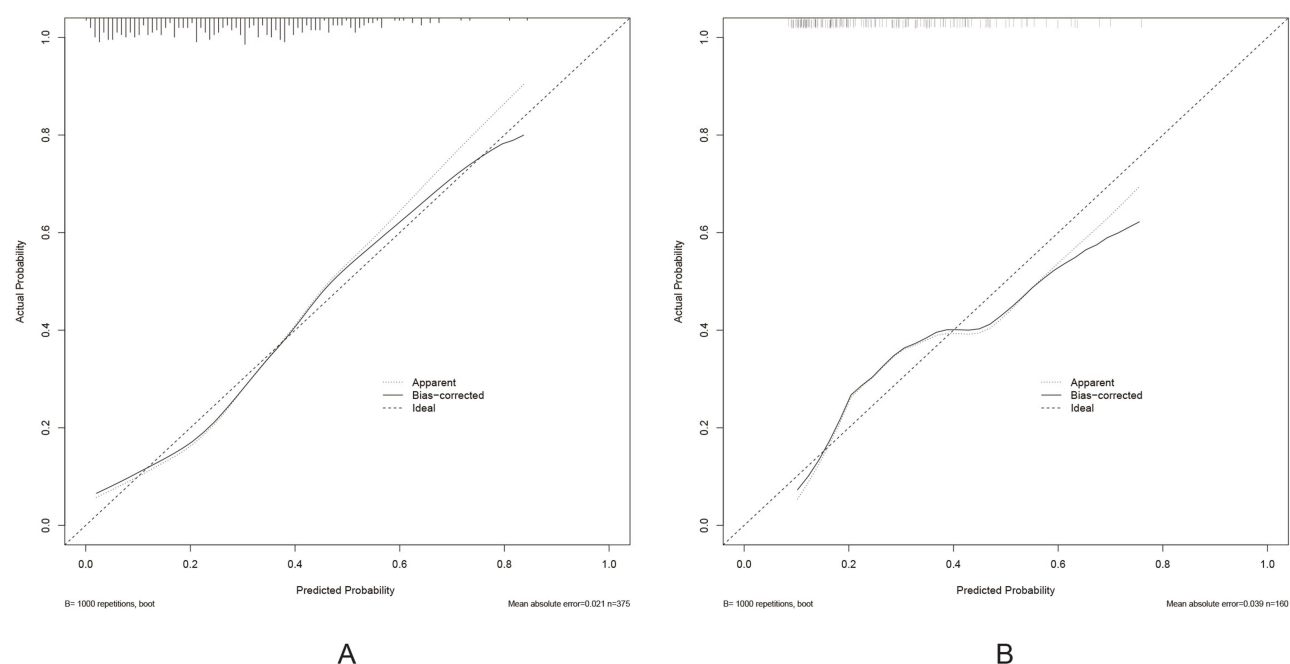 1.0
0.8
0.6
0.4
0.2
0.0
Actual Probability
0.0 0.2 0.4 0.6 0.8 1.0
Predicted Probability
Apparent
Bias−corrected
Ideal
B= 1000 repetitions, boot
Mean absolute error=0.021 n=375
A
1.0
0.8
0.6
0.4
0.2
0.0
Actual Probability
0.0 0.2 0.4 0.6 0.8 1.0
Predicted Probability
Apparent
Bias−corrected
Ideal
B= 1000 repetitions, boot
Mean absolute error=0.039 n=160
B